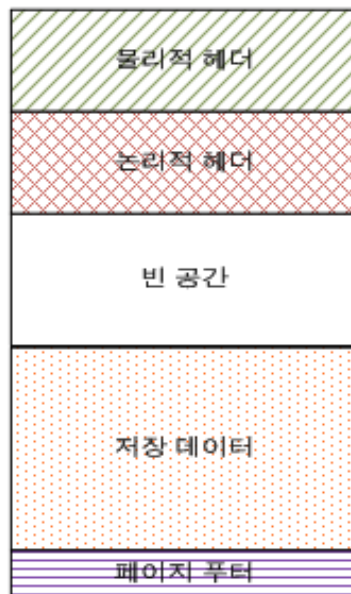 물리적 헤더
논리적 헤더
빈 공간
저장 데이터
페이지 푸터